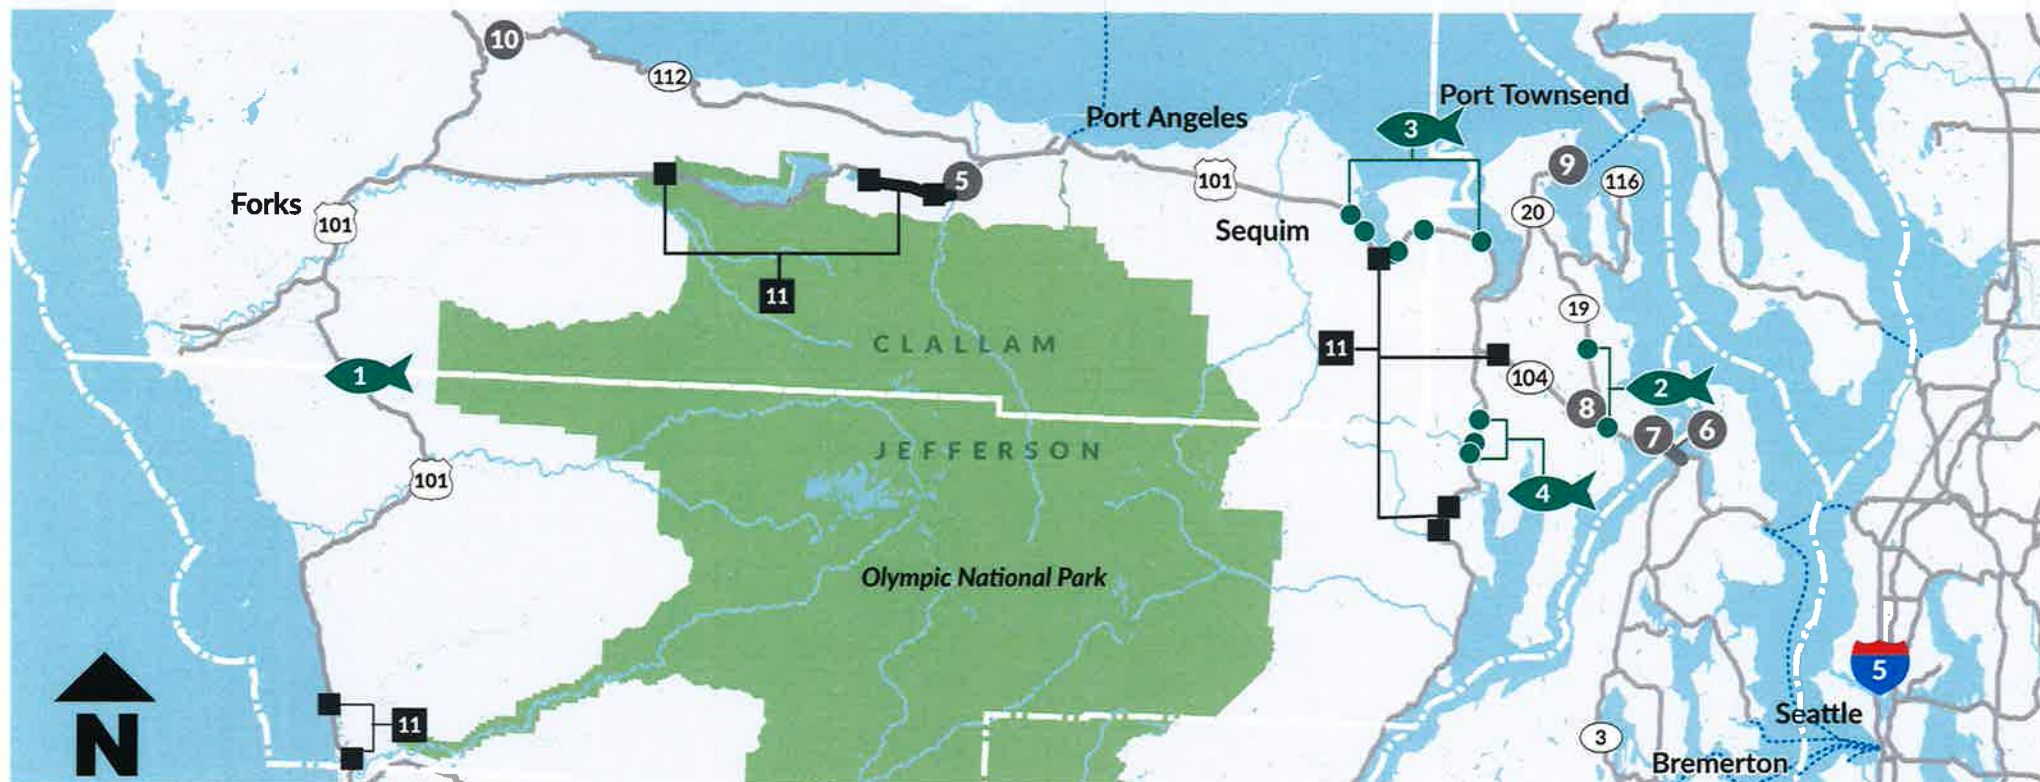 10
112
Port Angeles
Port Townsend
3
5
101
9
116
Forks
101
20
Sequim
11
19
CLALLAM
11
1
104
2
8
7
6
JEFFERSON
101
4
Olympic National Park
5
N
11
Seattle
3
Bremerton